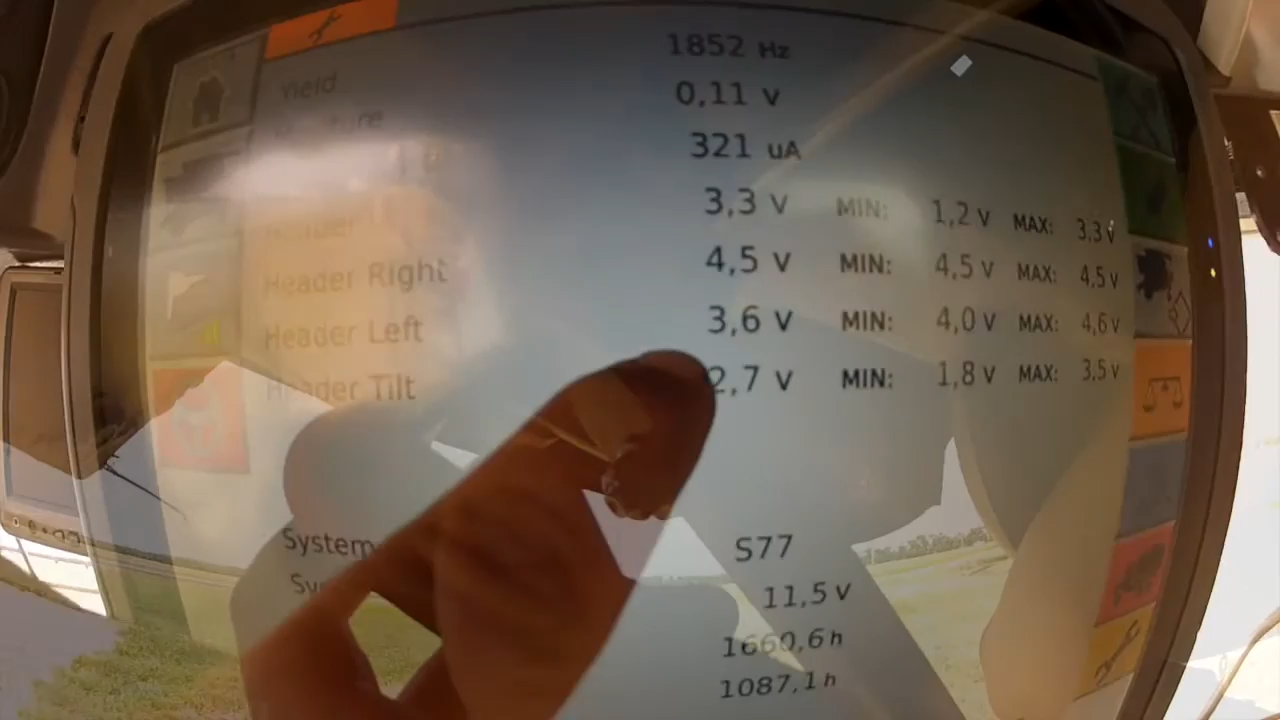 1852 Hz
Yield 0,11 V
321 uA
3,3 V MIN: 1,2 V MAX: 3,3 V
Header Right 4,5 V MIN: 4,5 V MAX: 4,5 V
Header Left 3,6 V MIN: 4,0 V MAX: 4,6 V
Header Tilt 2,7 V MIN: 1,8 V MAX: 3,5 V
System S77
11,5 V
1660,6 h
1087,1 h